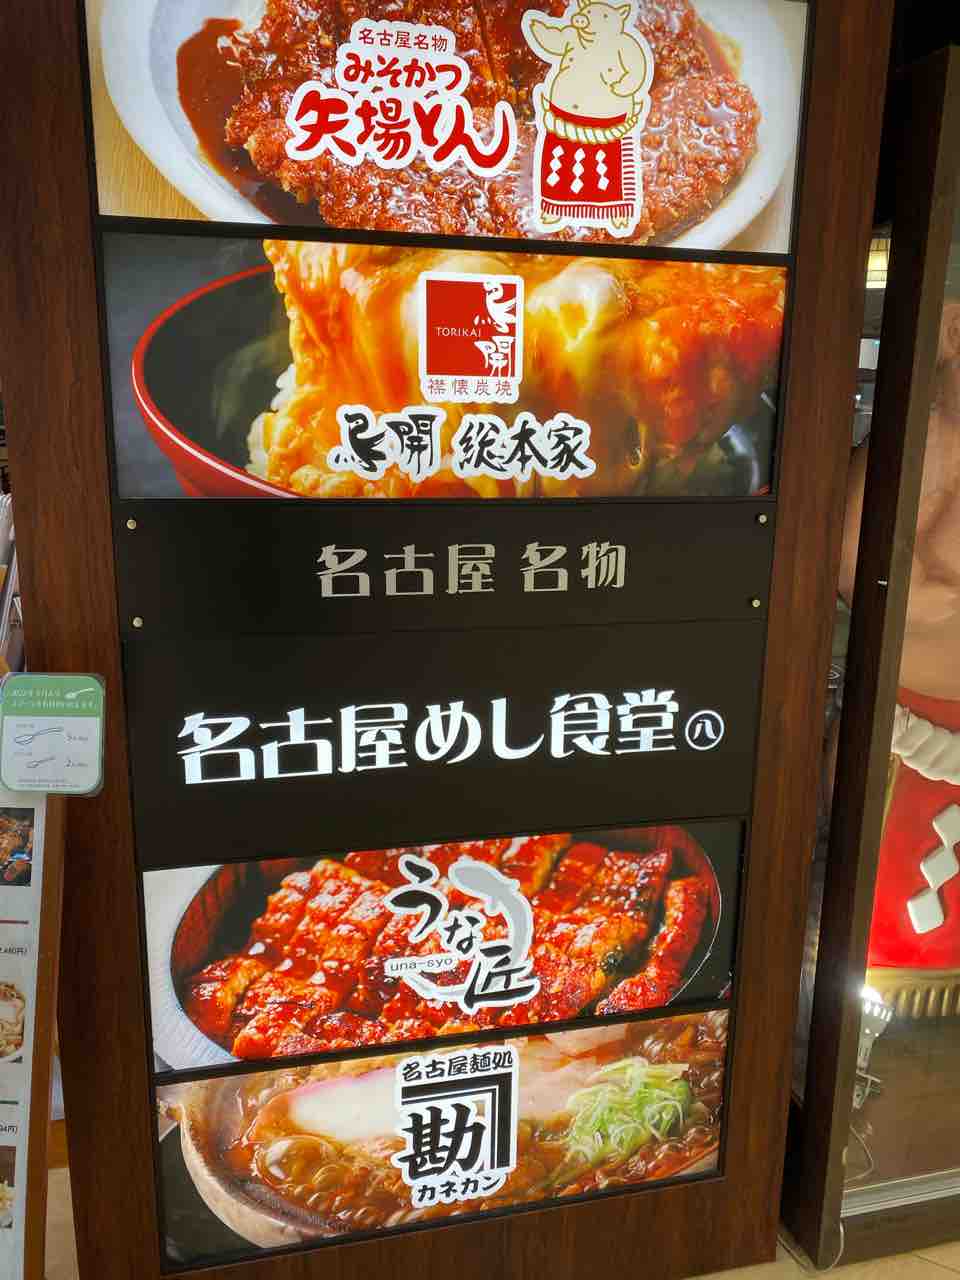 名古屋名物
みそかつ
矢場とん
TORIKAI
鳥開
襟懐炭焼
鳥開 総本家
名古屋 名物
名古屋めし食堂 八
うな匠
una-syo
名古屋麺処
勘
カネカン